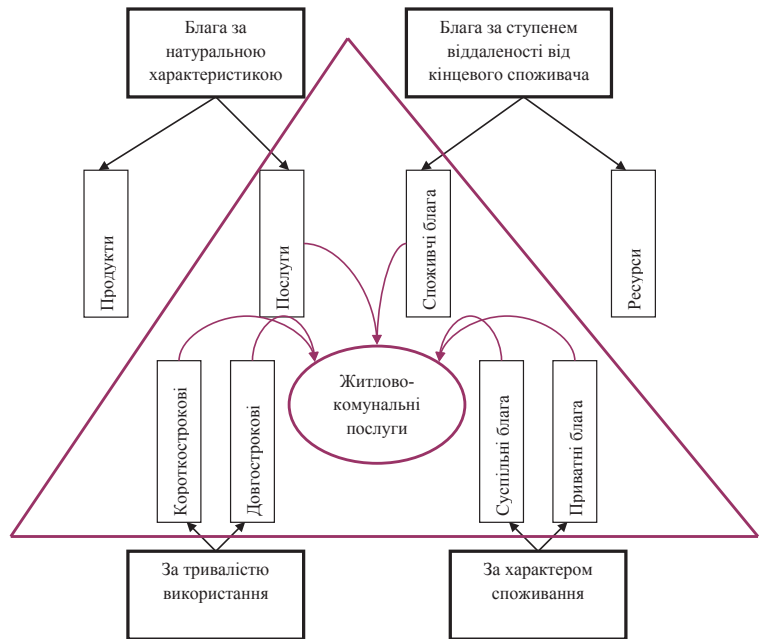 Блага за
натуральною
характеристикою
Блага за ступенем
віддаленості від
кінцевого споживача
Продукти
Послуги
Споживчі блага
Ресурси
Короткострокові
Довгострокові
Житлово-
комунальні
послуги
Суспільні блага
Приватні блага
За тривалістю
використання
За характером
споживання